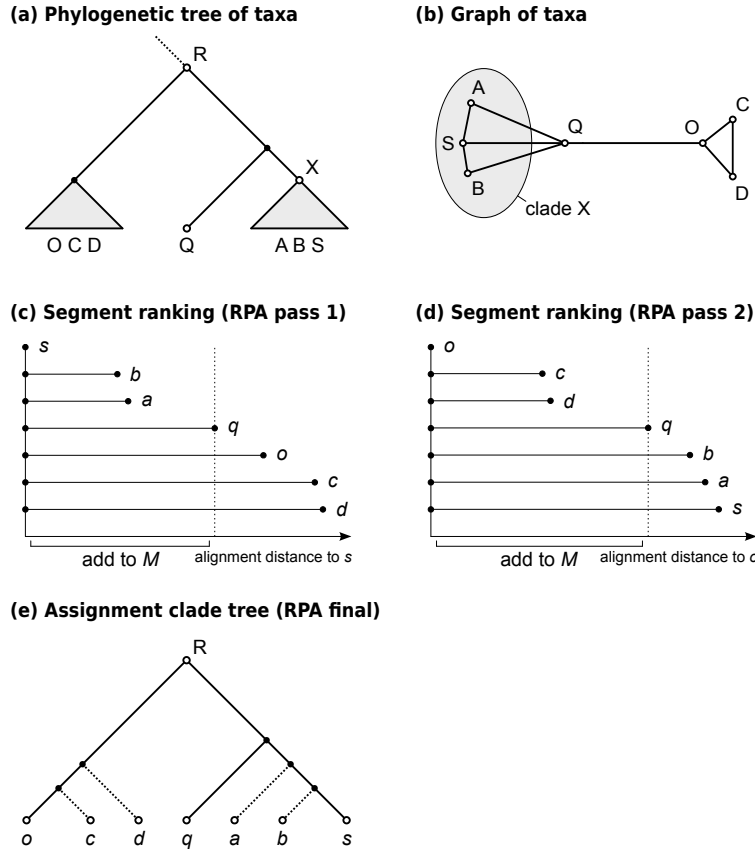 (a) Phylogenetic tree of taxa
R
X
O C D
Q
A B S
(b) Graph of taxa
A
S
B
Q
clade X
O
C
D
(c) Segment ranking (RPA pass 1)
s
b
a
q
o
c
d
add to M
alignment distance to s
(d) Segment ranking (RPA pass 2)
o
c
d
q
b
a
s
add to M
alignment distance to
(e) Assignment clade tree (RPA final)
R
o c d q a b s